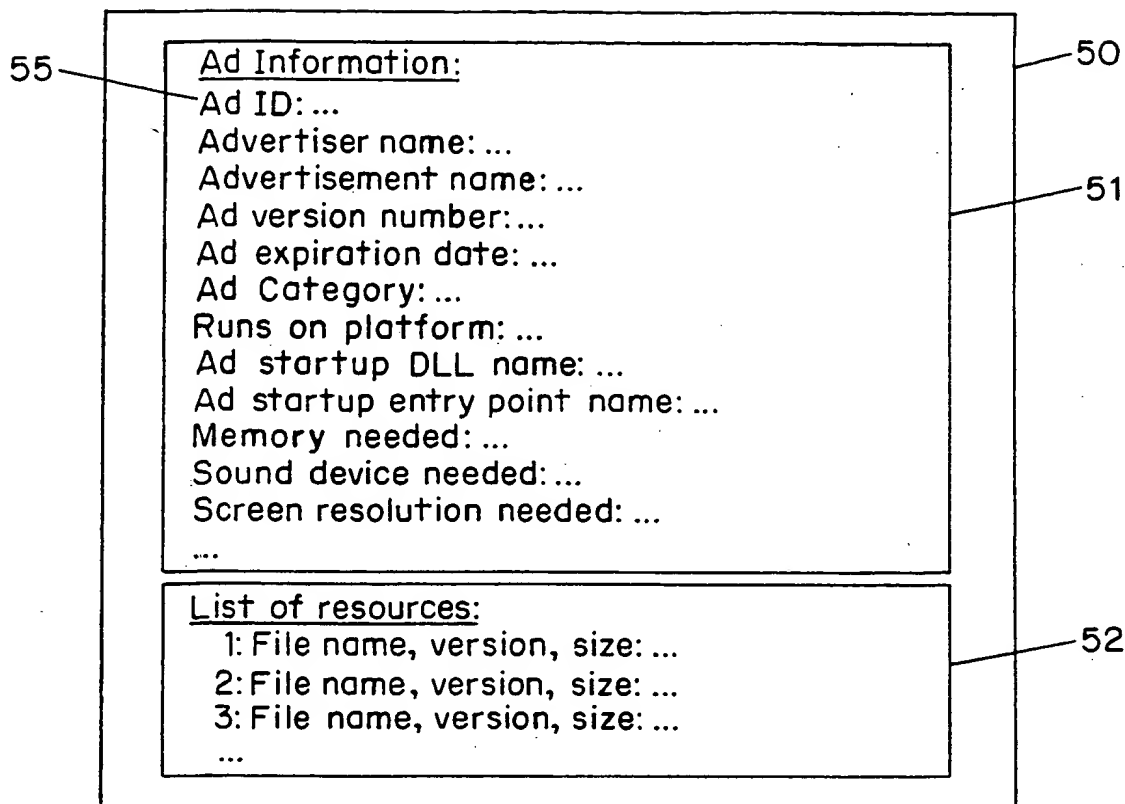 Ad Information:
55
50
Ad ID: ...
Advertiser name: ...
Advertisement name: ...
51
Ad version number: ...
Ad expiration date: ...
Ad Category: ...
Runs on platform: ...
Ad startup DLL name: ...
Ad startup entry point name: ...
Memory needed: ...
Sound device needed: ...
Screen resolution needed: ...
....
List of resources:
1: File name, version, size: ...
52
2: File name, version, size: ...
3: File name, version, size: ...
...